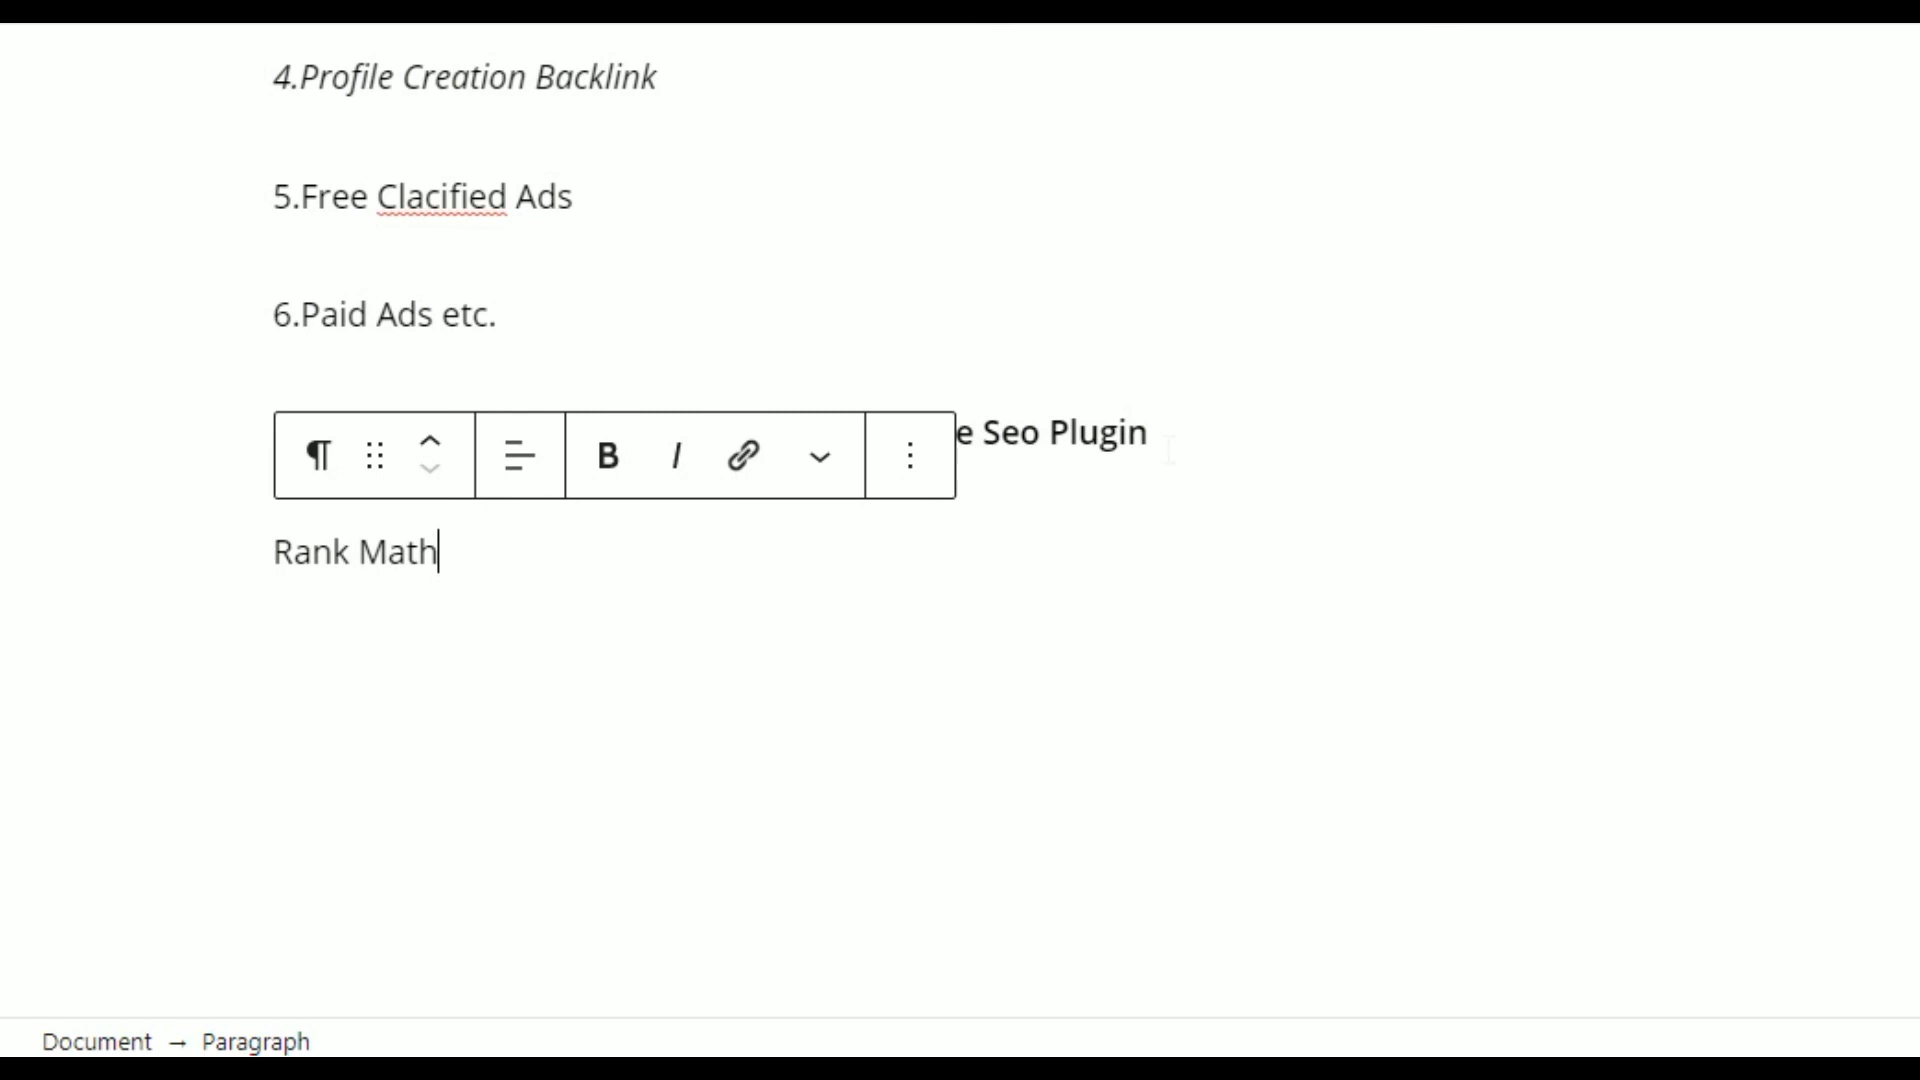 4.Profile Creation Backlink
5.Free Clacified Ads
6.Paid Ads etc.
B I
Seo Plugin
Rank Math
Document → Paragraph